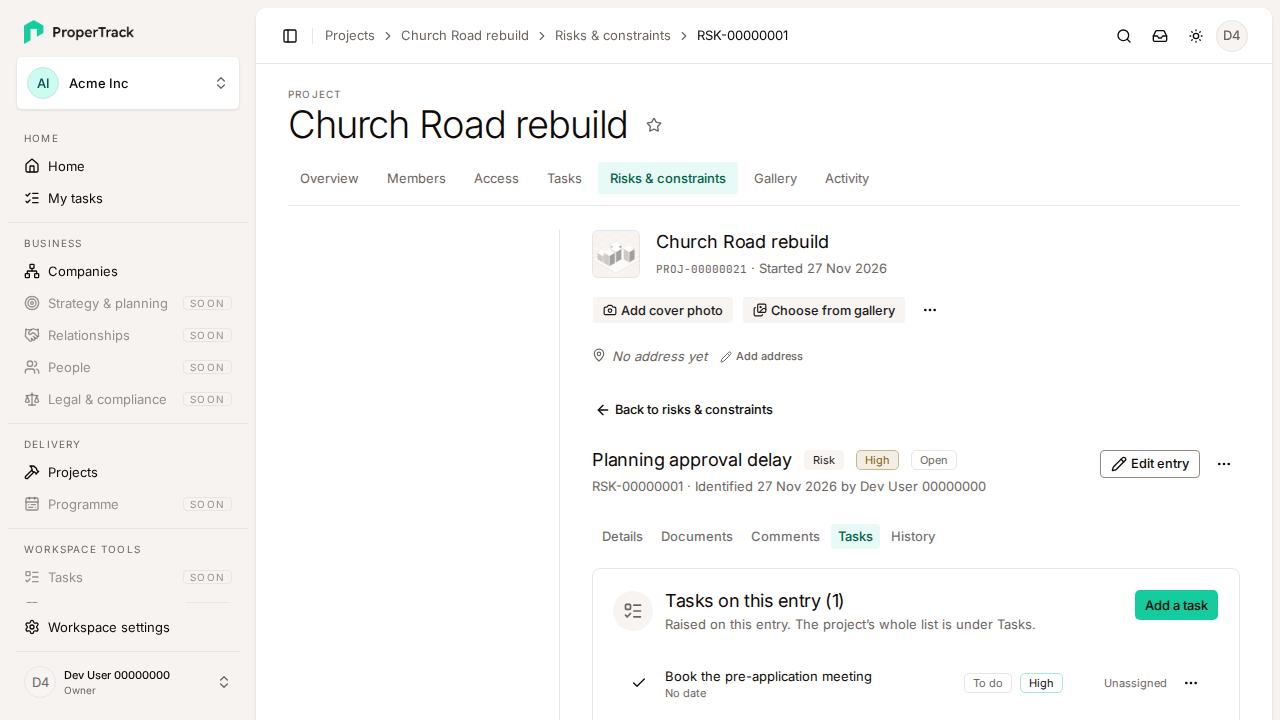 ProperTrack
AI Acme Inc
HOME
Home
My tasks
BUSINESS
Companies
Strategy & planning SOON
Relationships SOON
People SOON
Legal & compliance SOON
DELIVERY
Projects
Programme SOON
WORKSPACE TOOLS
Tasks SOON
Workspace settings
D4 Dev User 00000000
Owner
Projects Church Road rebuild Risks & constraints RSK-00000001
D4
PROJECT
Church Road rebuild
Overview Members Access Tasks Risks & constraints Gallery Activity
Church Road rebuild
PROJ-00000021 · Started 27 Nov 2026
Add cover photo Choose from gallery
No address yet Add address
Back to risks & constraints
Planning approval delay Risk High Open Edit entry
RSK-00000001 · Identified 27 Nov 2026 by Dev User 00000000
Details Documents Comments Tasks History
Tasks on this entry (1)
Raised on this entry. The project’s whole list is under Tasks.
Add a task
Book the pre-application meeting
No date
To do High Unassigned